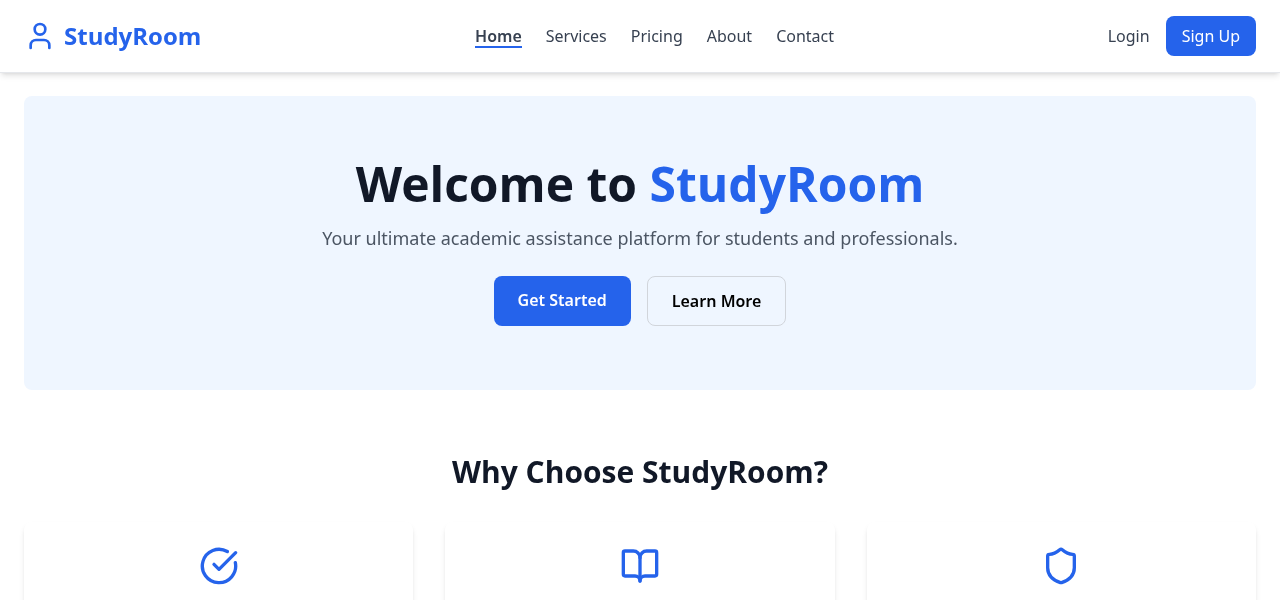 StudyRoom
Home Services Pricing About Contact
Login
Sign Up
Welcome to StudyRoom
Your ultimate academic assistance platform for students and professionals.
Get Started
Learn More
Why Choose StudyRoom?